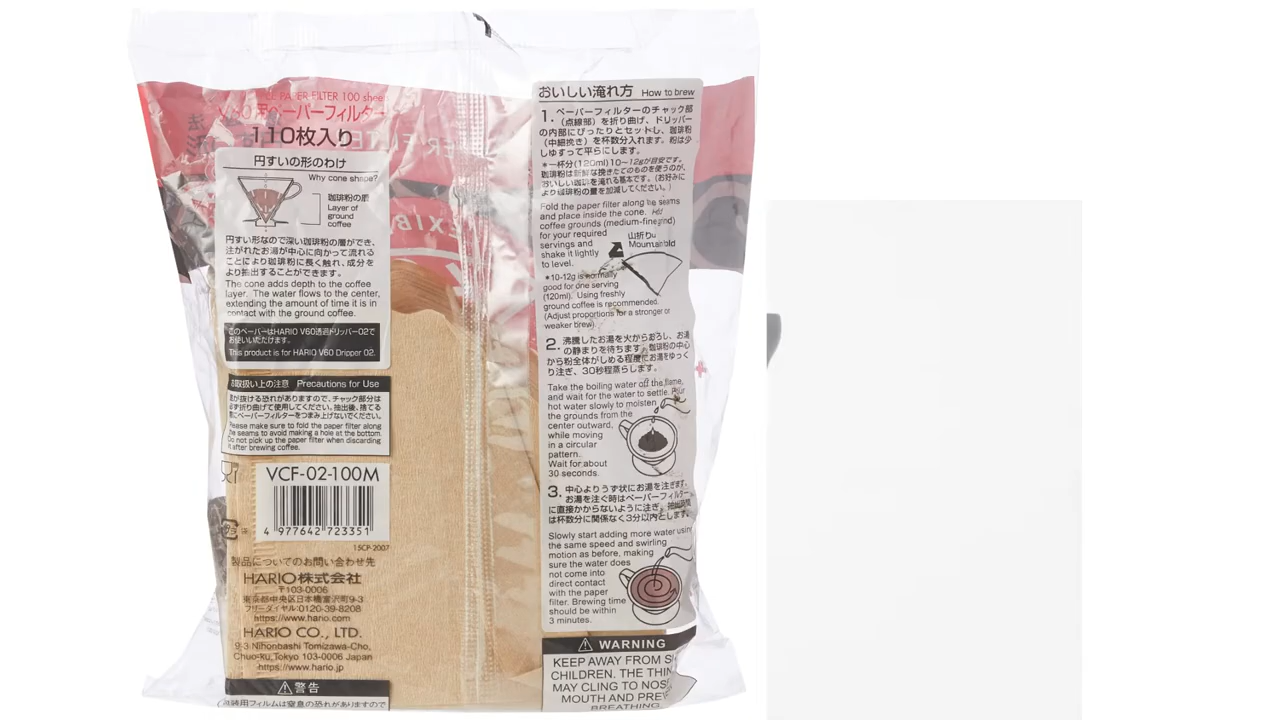 PAPER FILTER 100 sheets
V60用ペーパーフィルター
110枚入り
円すいの形のわけ
Why cone shape?
珈琲粉の層
Layer of
ground
coffee
円すい形なので深い珈琲粉の層ができ、
注がれたお湯が中心に向かって流れる
ことにより珈琲粉に長く触れ、成分を
より抽出することができます。
The cone adds depth to the coffee
layer. The water flows to the center,
extending the amount of time it is in
contact with the ground coffee.
このペーパーはHARIO V60透過ドリッパー02で
お使いいただけます。
This product is for HARIO V60 Dripper 02.
お取扱い上の注意 Precautions for Use
底が抜ける恐れがありますので、チャック部分は
必ず折り曲げて使用してください。抽出後、捨てる
際にペーパーフィルターをつまみ上げないでください。
Please make sure to fold the paper filter along
the seams to avoid making a hole at the bottom.
Do not pick up the paper filter when discarding
it after brewing coffee.
VCF-02-100M
4 977642 723351
15CP-2007
製品についてのお問い合わせ先
HARIO株式会社
〒103-0006
東京都中央区日本橋富沢町9-3
フリーダイヤル:0120-39-8208
https://www.hario.com
HARIO CO., LTD.
9-3 Nihonbashi Tomizawa-Cho,
Chuo-ku,Tokyo 103-0006 Japan
https://www.hario.jp
警告
包装用フィルムは窒息の恐れがありますので
おいしい淹れ方 How to brew
1. ペーパーフィルターのチャック部
(点線部)を折り曲げ、ドリッパー
の内部にぴったりとセットし、珈琲粉
(中細挽き)を杯数分入れます。粉は少
しゆすって平らにします。
*一杯分(120ml)10~12gが目安です。
珈琲粉は新鮮な挽きたてのものを使うのが、
おいしい珈琲を淹れる基本です。(お好みに
より珈琲粉の量を加減してください。)
Fold the paper filter along the seams
and place inside the cone. Add
coffee grounds (medium-fine grind)
for your required
servings and
shake it lightly
to level.
山折り
Mountain fold
*10-12g is normally
good for one serving
(120ml). Using freshly
ground coffee is recommended.
(Adjust proportions for a stronger or
weaker brew)
2. 沸騰したお湯を火からおろし、お湯
の静まりを待ちます。珈琲粉の中心
から粉全体がしめる程度にお湯をゆっく
り注ぎ、30秒程蒸らします。
Take the boiling water off the flame,
and wait for the water to settle. Pour
hot water slowly to moisten
the grounds from the
center outward,
while moving
in a circular
pattern.
Wait for about
30 seconds.
3. 中心よりうず状にお湯を注ぎます。
お湯を注ぐ時はペーパーフィルター
に直接かからないように注ぎ、抽出時間
は杯数分に関係なく3分以内とします。
Slowly start adding more water using
the same speed and swirling
motion as before, making
sure the water does
not come into
direct contact
with the paper
filter. Brewing time
should be within
3 minutes.
WARNING
KEEP AWAY FROM
CHILDREN. THE THIN
MAY CLING TO NOSE
MOUTH AND PREVENT
BREATHING.